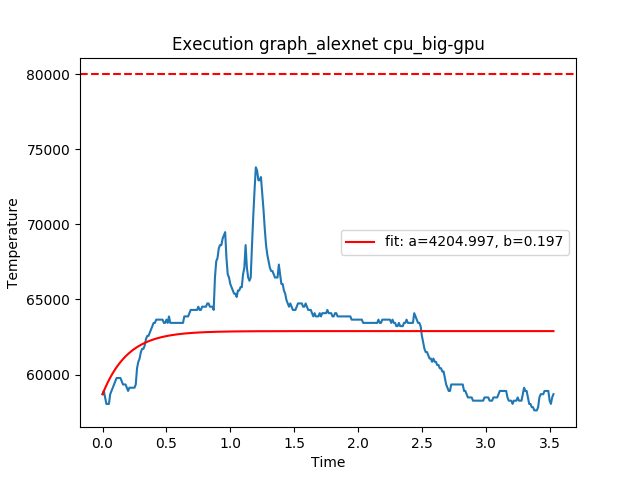 Execution graph_alexnet cpu_big-gpu
80000
75000
70000
65000
60000
Temperature
fit: a=4204.997, b=0.197
0.0 0.5 1.0 1.5 2.0 2.5 3.0 3.5
Time